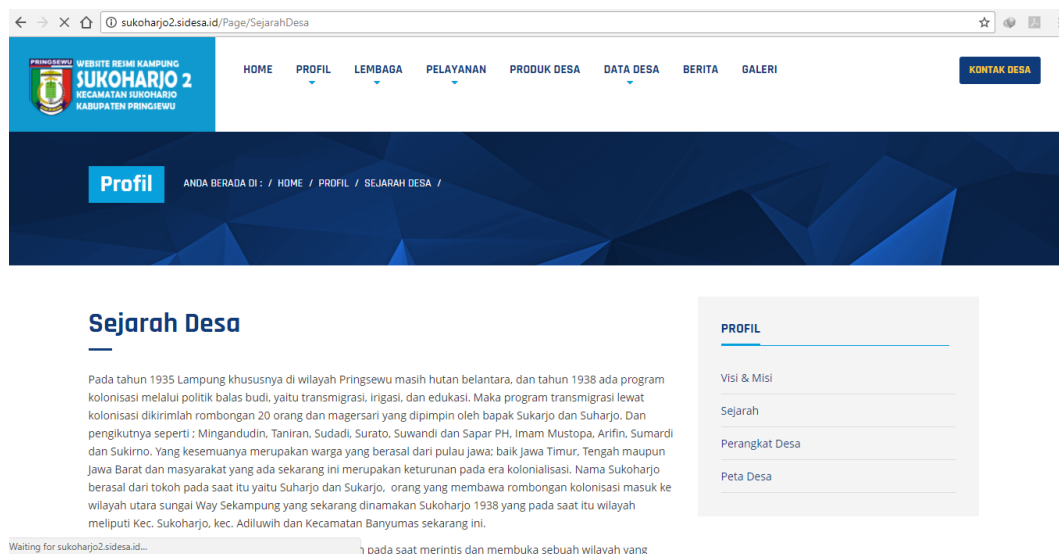 sukoharjo2.sidesa.id/Page/SejarahDesa
PRINGSEWU
WEBSITE RESMI KAMPUNG
SUKOHARJO 2
KECAMATAN SUKOHARJO
KABUPATEN PRINGSEWU
HOME PROFIL LEMBAGA PELAYANAN PRODUK DESA DATA DESA BERITA GALERI
KONTAK DESA
Profil
ANDA BERADA DI : / HOME / PROFIL / SEJARAH DESA /
Sejarah Desa
Pada tahun 1935 Lampung khususnya di wilayah Pringsewu masih hutan belantara, dan tahun 1938 ada program
kolonisasi melalui politik balas budi, yaitu transmigrasi, irigasi, dan edukasi. Maka program transmigrasi lewat
kolonisasi dikirimlah rombongan 20 orang dan magersari yang dipimpin oleh bapak Sukarjo dan Suharjo. Dan
pengikutnya seperti ; Mingandudin, Taniran, Sudadi, Surato, Suwandi dan Sapar PH, Imam Mustopa, Arifin, Sumardi
dan Sukirno. Yang kesemuanya merupakan warga yang berasal dari pulau jawa; baik Jawa Timur, Tengah maupun
Jawa Barat dan masyarakat yang ada sekarang ini merupakan keturunan pada era kolonialisasi. Nama Sukoharjo
berasal dari tokoh pada saat itu yaitu Suharjo dan Sukarjo, orang yang membawa rombongan kolonisasi masuk ke
wilayah utara sungai Way Sekampung yang sekarang dinamakan Sukoharjo 1938 yang pada saat itu wilayah
meliputi Kec. Sukoharjo, kec. Adiluwih dan Kecamatan Banyumas sekarang ini.
pada saat merintis dan membuka sebuah wilayah yang
PROFIL
Visi & Misi
Sejarah
Perangkat Desa
Peta Desa
Waiting for sukoharjo2.sidesa.id...